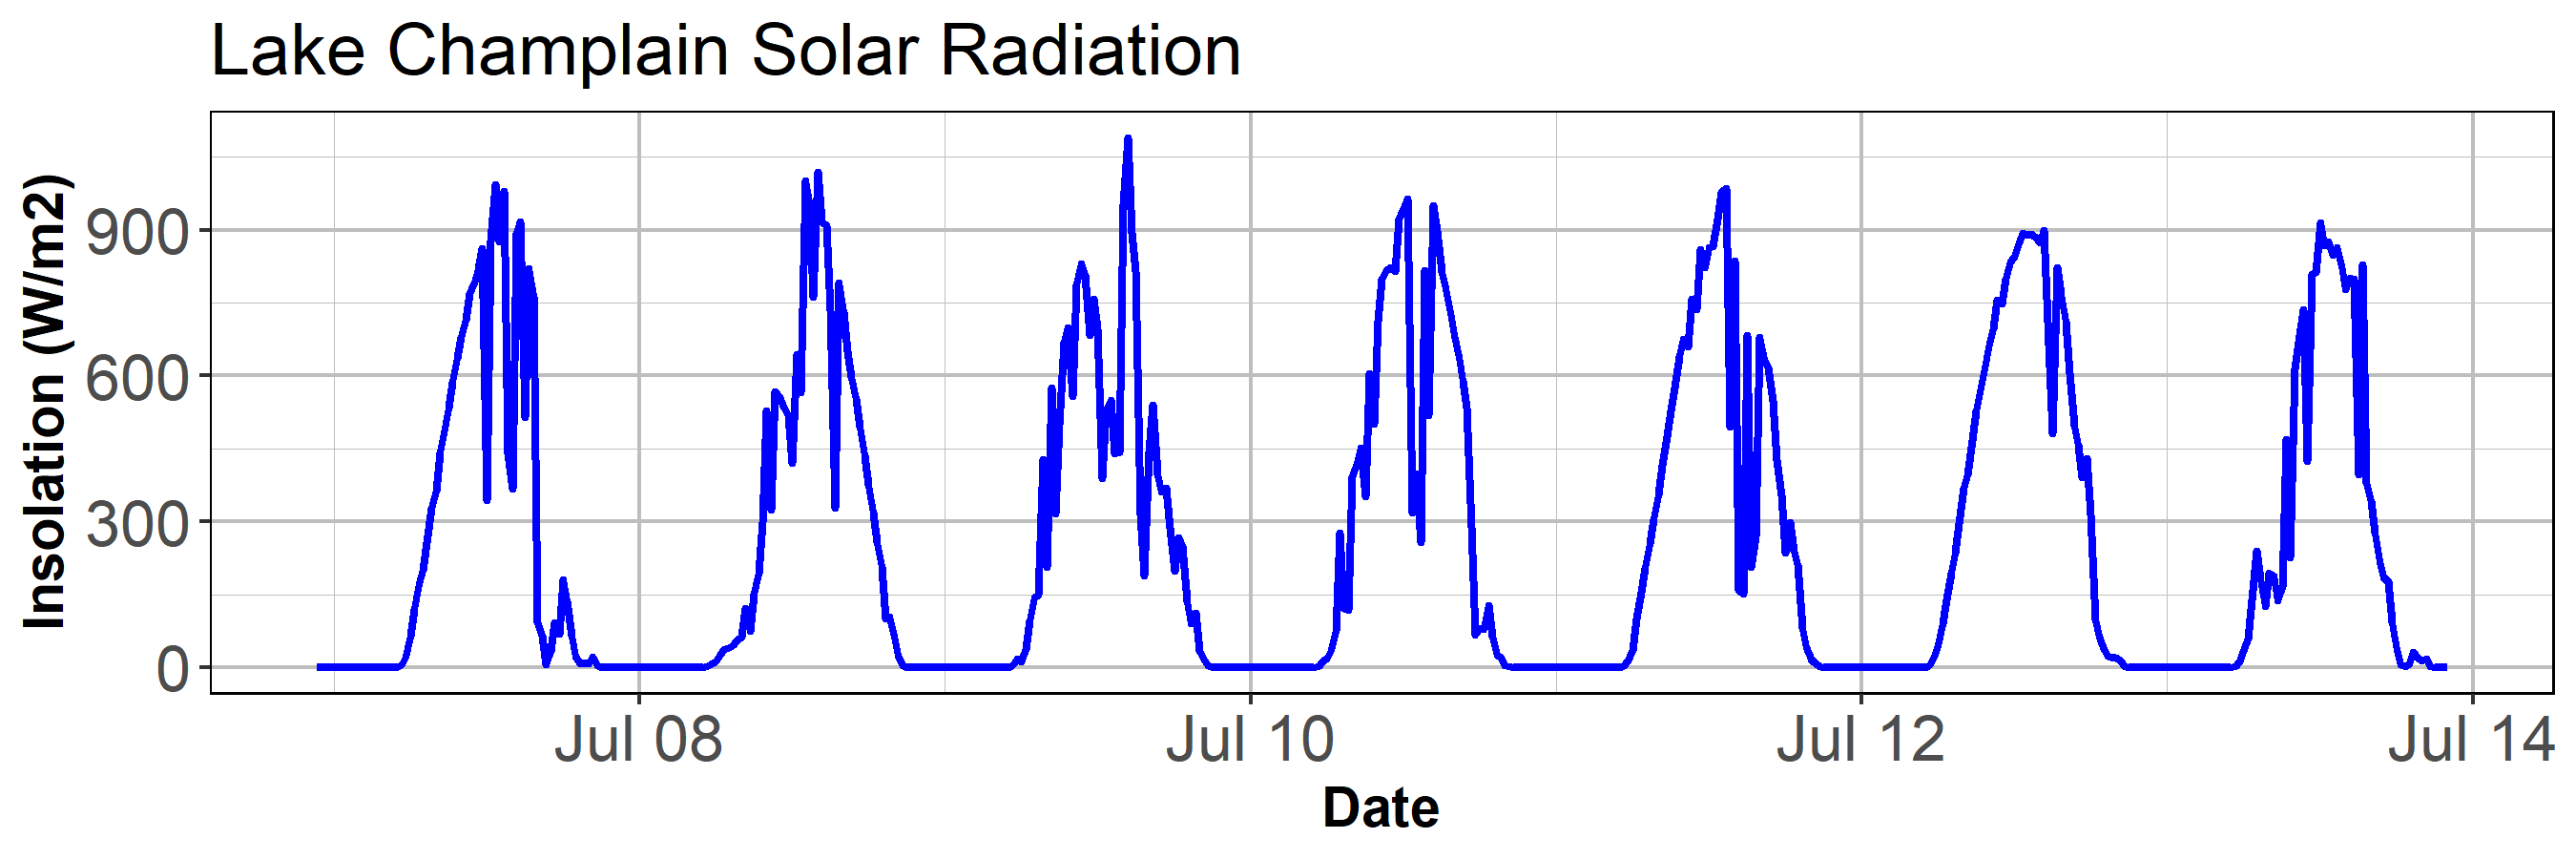 Lake Champlain Solar Radiation
Insolation (W/m2)
900
600
300
0
Jul 08 Jul 10 Jul 12 Jul 14
Date